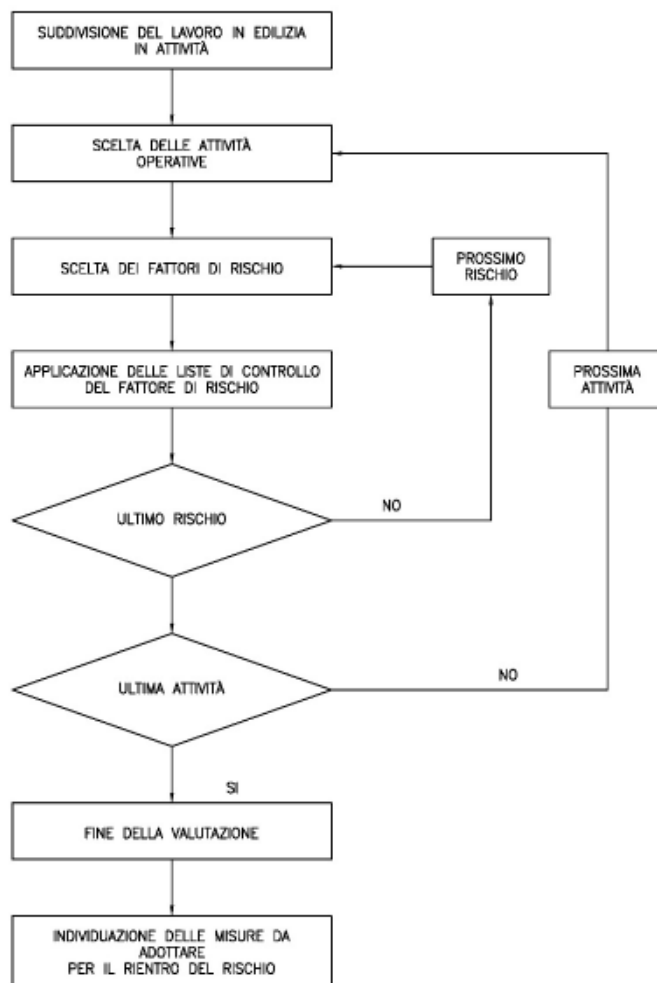 SUDDIVISIONE DEL LAVORO IN EDILIZIA
IN ATTIVITÀ
SCELTA DELLE ATTIVITÀ
OPERATIVE
SCELTA DEI FATTORI DI RISCHIO
PROSSIMO
RISCHIO
APPLICAZIONE DELLE LISTE DI CONTROLLO
DEL FATTORE DI RISCHIO
PROSSIMA
ATTIVITÀ
ULTIMO RISCHIO
NO
ULTIMA ATTIVITÀ
NO
SI
FINE DELLA VALUTAZIONE
INDIVIDUAZIONE DELLE MISURE DA
ADOTTARE
PER IL RIENTRO DEL RISCHIO